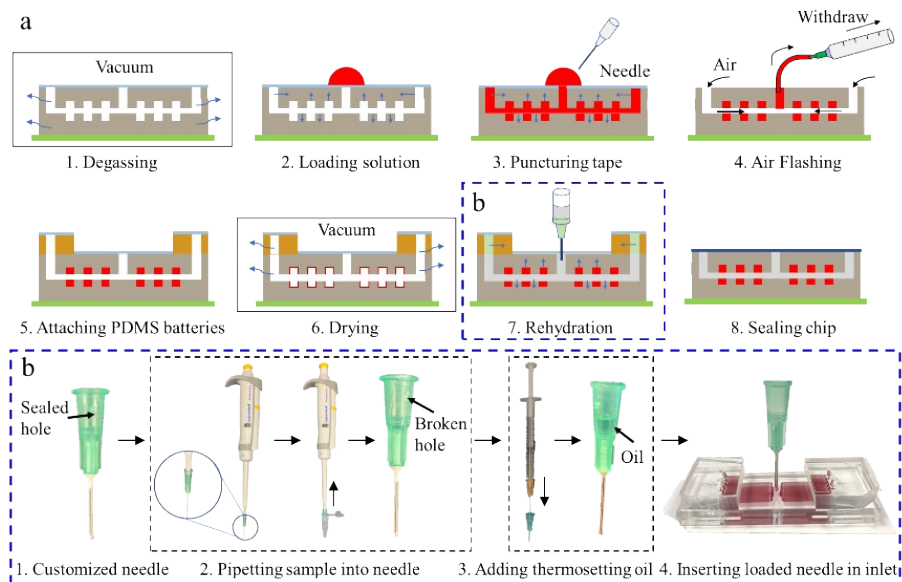 a
Vacuum
Needle
Air
Withdraw
1. Degassing
2. Loading solution
3. Puncturing tape
4. Air Flashing
b
Vacuum
5. Attaching PDMS batteries
6. Drying
7. Rehydration
8. Sealing chip
b
Sealed
hole
Broken
hole
Oil
1. Customized needle
2. Pipetting sample into needle
3. Adding thermosetting oil
4. Inserting loaded needle in inlet